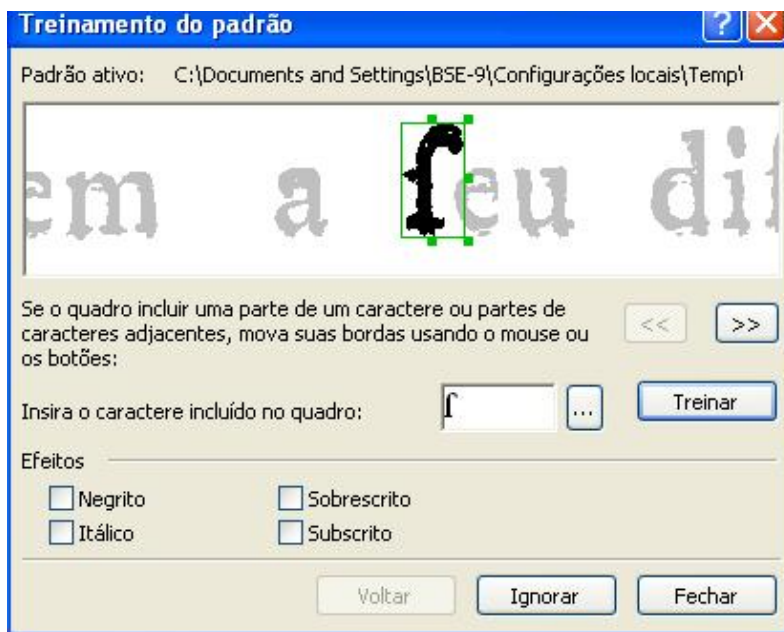 Treinamento do padrão
Padrão ativo: C:\Documents and Settings\BSE-9\Configurações locais\Temp\
em a ſeu dif
Se o quadro incluir uma parte de um caractere ou partes de
caracteres adjacentes, mova suas bordas usando o mouse ou
os botões:
<< >>
Insira o caractere incluído no quadro: ſ ... Treinar
Efeitos
Negrito Sobrescrito
Itálico Subscrito
Voltar Ignorar Fechar